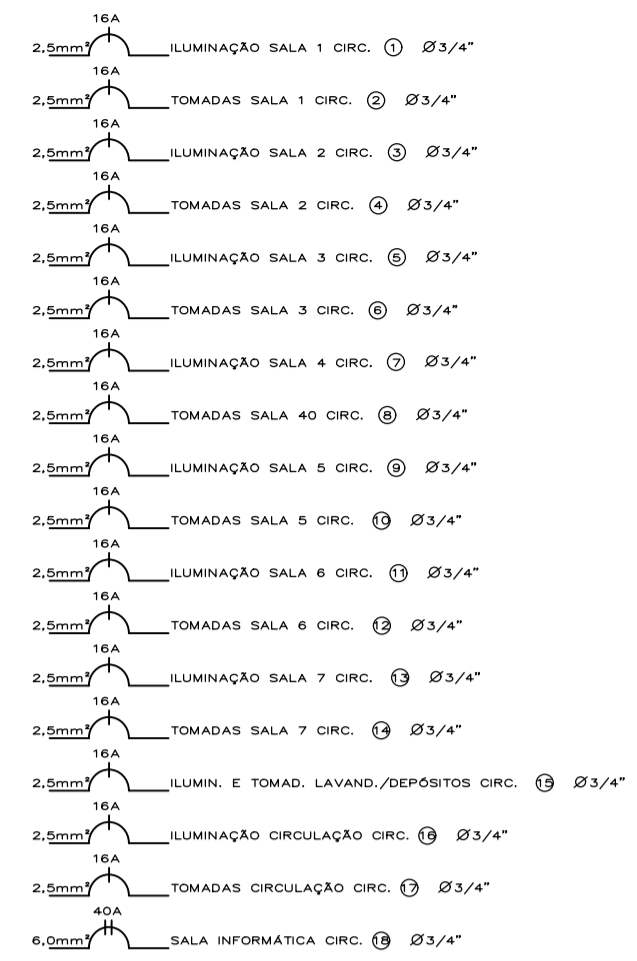 16A
2,5mm² ILUMINAÇÃO SALA 1 CIRC. 1 Ø3/4"
16A
2,5mm² TOMADAS SALA 1 CIRC. 2 Ø3/4"
16A
2,5mm² ILUMINAÇÃO SALA 2 CIRC. 3 Ø3/4"
16A
2,5mm² TOMADAS SALA 2 CIRC. 4 Ø3/4"
16A
2,5mm² ILUMINAÇÃO SALA 3 CIRC. 5 Ø3/4"
16A
2,5mm² TOMADAS SALA 3 CIRC. 6 Ø3/4"
16A
2,5mm² ILUMINAÇÃO SALA 4 CIRC. 7 Ø3/4"
16A
2,5mm² TOMADAS SALA 40 CIRC. 8 Ø3/4"
16A
2,5mm² ILUMINAÇÃO SALA 5 CIRC. 9 Ø3/4"
16A
2,5mm² TOMADAS SALA 5 CIRC. 10 Ø3/4"
16A
2,5mm² ILUMINAÇÃO SALA 6 CIRC. 11 Ø3/4"
16A
2,5mm² TOMADAS SALA 6 CIRC. 12 Ø3/4"
16A
2,5mm² ILUMINAÇÃO SALA 7 CIRC. 13 Ø3/4"
16A
2,5mm² TOMADAS SALA 7 CIRC. 14 Ø3/4"
16A
2,5mm² ILUMIN. E TOMAD. LAVAND./DEPÓSITOS CIRC. 15 Ø3/4"
16A
2,5mm² ILUMINAÇÃO CIRCULAÇÃO CIRC. 16 Ø3/4"
16A
2,5mm² TOMADAS CIRCULAÇÃO CIRC. 17 Ø3/4"
40A
6,0mm² SALA INFORMÁTICA CIRC. 18 Ø3/4"